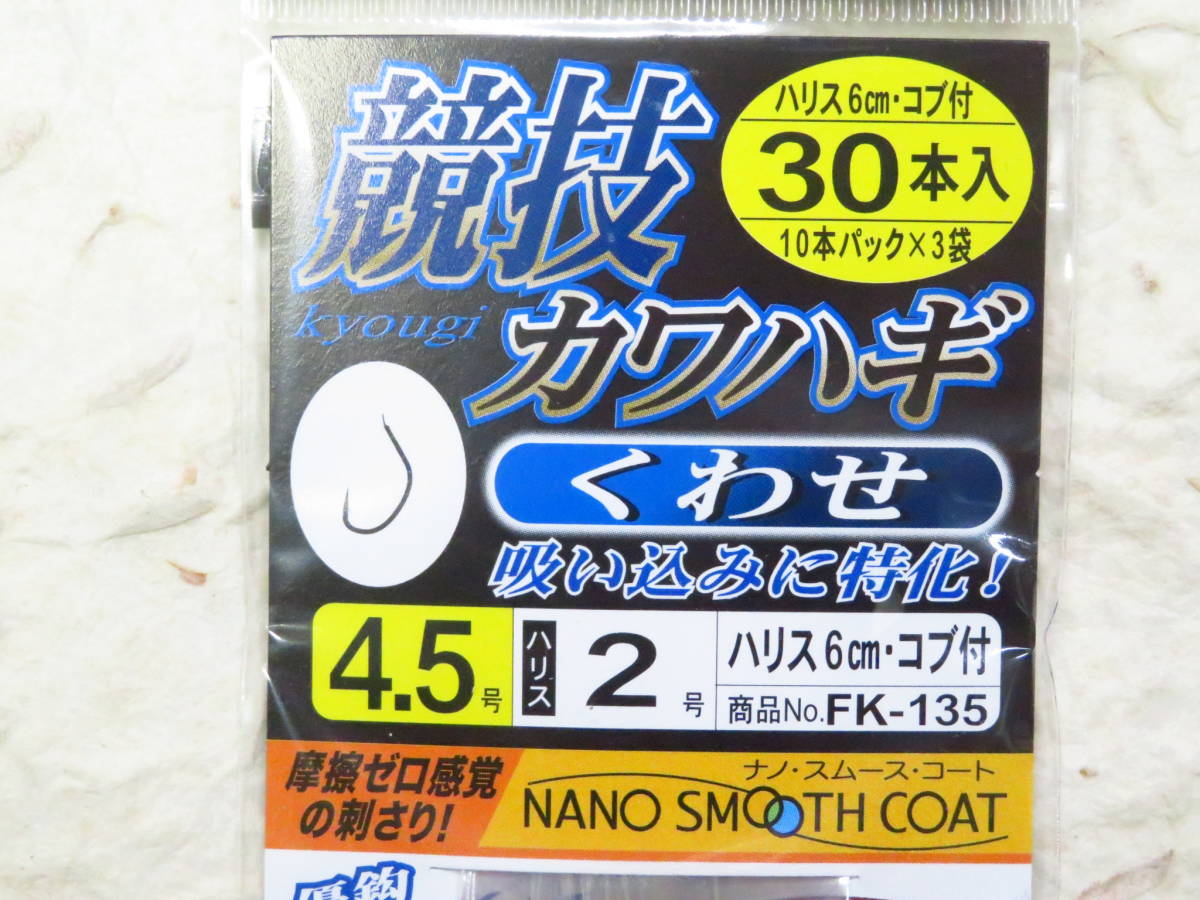 競技
kyougi
カワハギ
ハリス6㎝・コブ付
30本入
10本パック×3袋
くわせ
吸い込みに特化!
4.5号
ハリス 2号
ハリス6㎝・コブ付
商品No.FK-135
摩擦ゼロ感覚
の刺さり!
ナノ・スムース・コート
NANO SMOOTH COAT